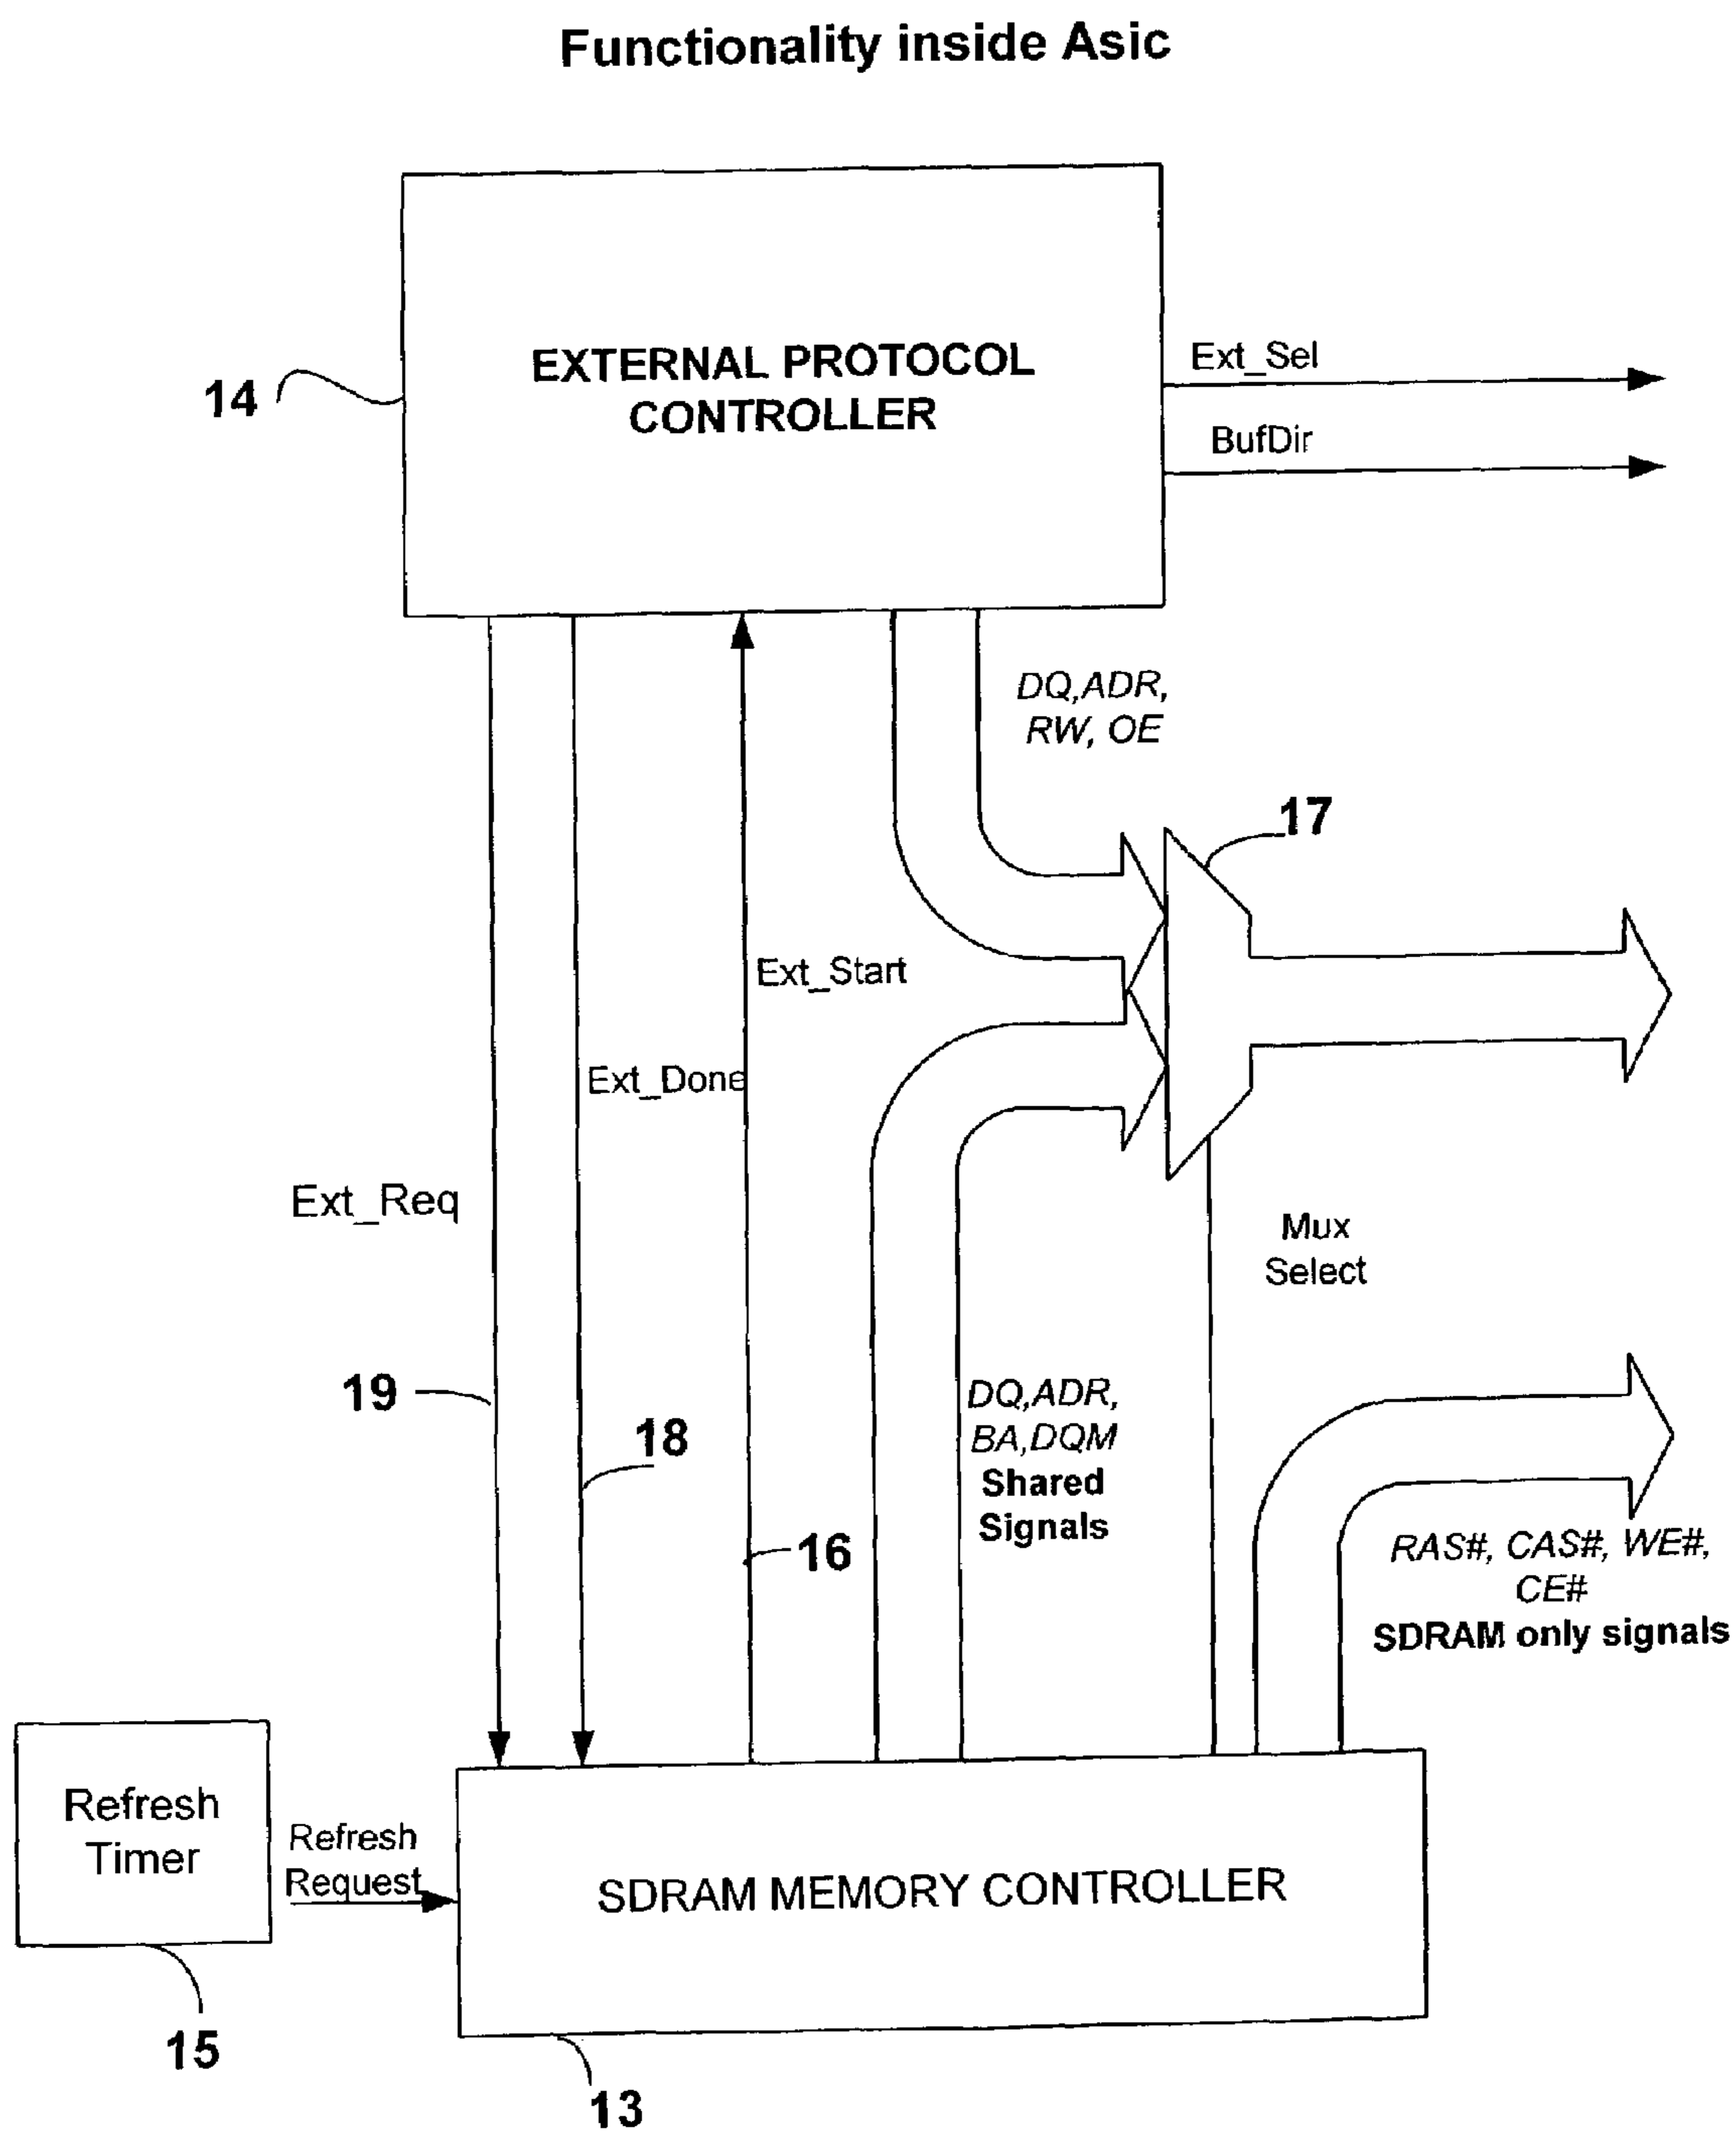 Functionality inside Asic
EXTERNAL PROTOCOL
CONTROLLER
14
Ext_Sel
BufDir
DQ,ADR,
RW, OE
17
Ext_Start
Ext_Done
Ext_Req
Mux
Select
19
18
DQ,ADR,
BA,DQM
Shared
Signals
16
RAS#, CAS#, WE#,
CE#
SDRAM only signals
Refresh
Timer
Refresh
Request
SDRAM MEMORY CONTROLLER
15
13